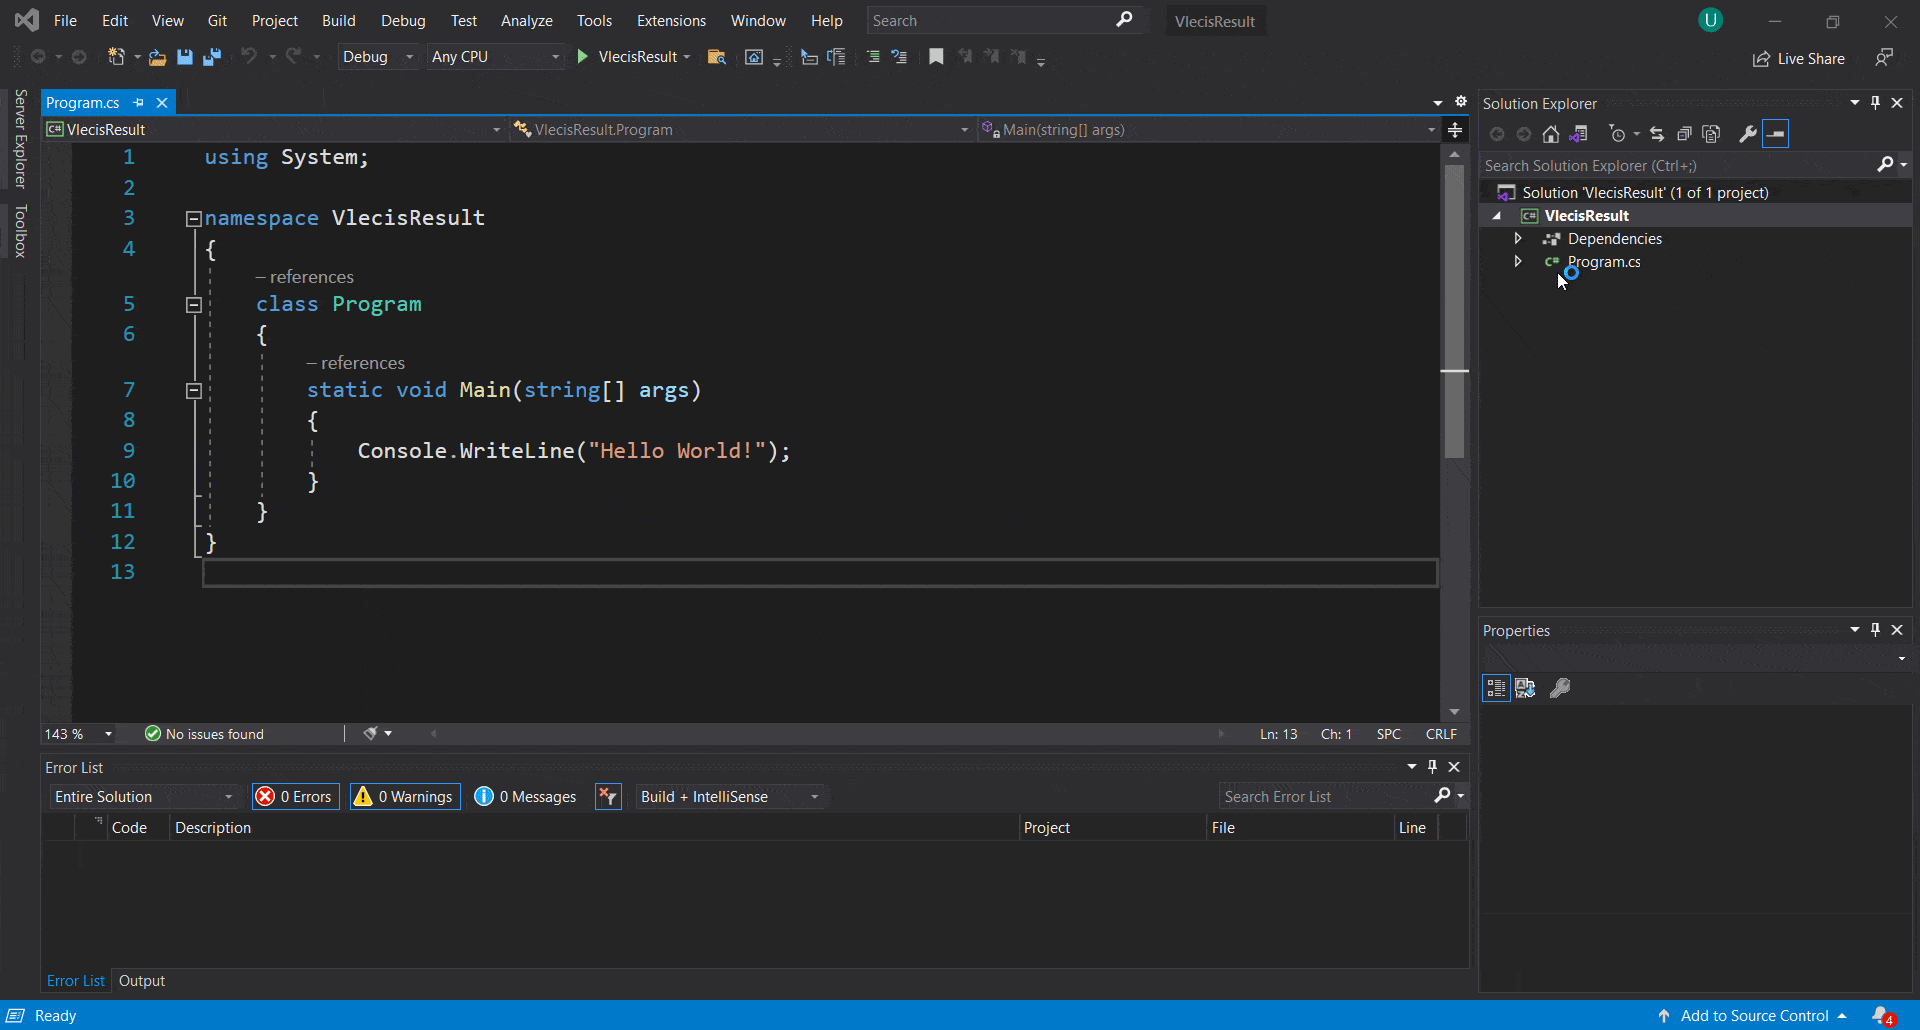 File Edit View Git Project Build Debug Test Analyze Tools Extensions Window Help Search VlecisResult U
Debug Any CPU VlecisResult Live Share
Server Explorer
Toolbox
Program.cs
VlecisResult VlecisResult.Program Main(string[] args)
1 using System;
2
3 namespace VlecisResult
4 {
– references
5 class Program
6 {
– references
7 static void Main(string[] args)
8 {
9 Console.WriteLine("Hello World!");
10 }
11 }
12 }
13
143 % No issues found Ln: 13 Ch: 1 SPC CRLF
Solution Explorer
Search Solution Explorer (Ctrl+;)
Solution 'VlecisResult' (1 of 1 project)
C# VlecisResult
Dependencies
C# Program.cs
Properties
Error List
Entire Solution 0 Errors 0 Warnings 0 Messages Build + IntelliSense Search Error List
Code Description Project File Line
Error List Output
Ready Add to Source Control 4